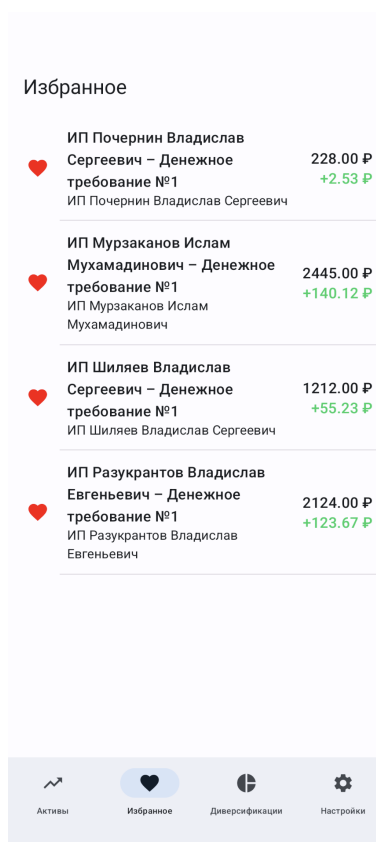 Избранное
ИП Почернин Владислав
Сергеевич – Денежное
требование №1
ИП Почернин Владислав Сергеевич
228.00 ₽
+2.53 ₽
ИП Мурзаканов Ислам
Мухамадинович – Денежное
требование №1
ИП Мурзаканов Ислам
Мухамадинович
2445.00 ₽
+140.12 ₽
ИП Шиляев Владислав
Сергеевич – Денежное
требование №1
ИП Шиляев Владислав Сергеевич
1212.00 ₽
+55.23 ₽
ИП Разукрантов Владислав
Евгеньевич – Денежное
требование №1
ИП Разукрантов Владислав
Евгеньевич
2124.00 ₽
+123.67 ₽
Активы
Избранное
Диверсификации
Настройки